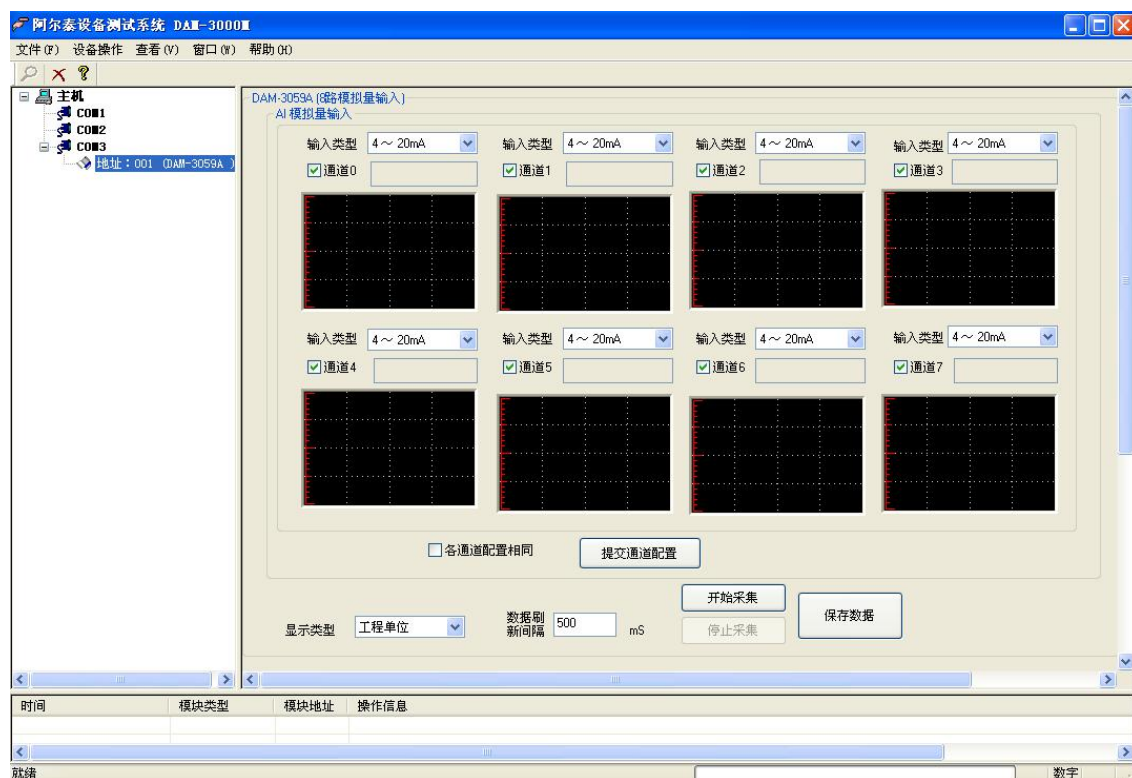 阿尔泰设备测试系统 DAM-3000M
文件(F) 设备操作 查看(V) 窗口(W) 帮助(H)
主机
COM1
COM2
COM3
地址：001 (DAM-3059A )
DAM-3059A (8路模拟量输入)
AI 模拟量输入
输入类型 4～ 20mA 输入类型 4～ 20mA 输入类型 4～ 20mA 输入类型 4～ 20mA
通道0 通道1 通道2 通道3
输入类型 4～ 20mA 输入类型 4～ 20mA 输入类型 4～ 20mA 输入类型 4～ 20mA
通道4 通道5 通道6 通道7
各通道配置相同 提交通道配置
显示类型 工程单位 数据刷新间隔 500 mS 开始采集 停止采集 保存数据
时间 模块类型 模块地址 操作信息
就绪 数字